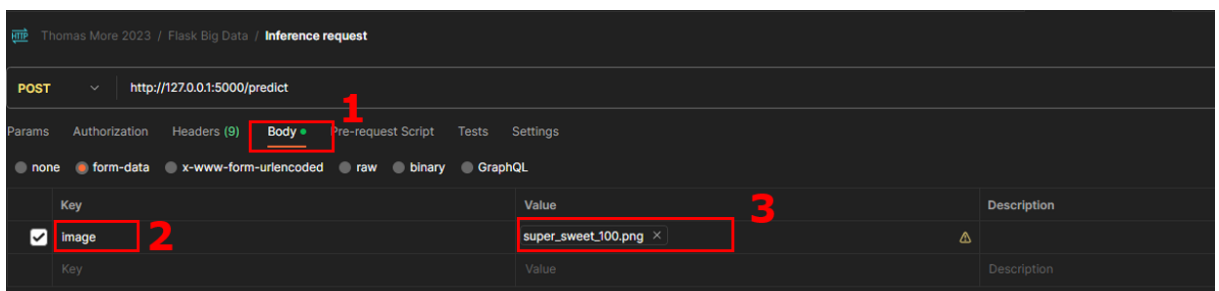 HTTP Thomas More 2023 / Flask Big Data / Inference request
POST http://127.0.0.1:5000/predict
1
Params Authorization Headers (9) Body Pre-request Script Tests Settings
none form-data x-www-form-urlencoded raw binary GraphQL
Key Value Description
3
image 2 super_sweet_100.png ×
Key Value Description